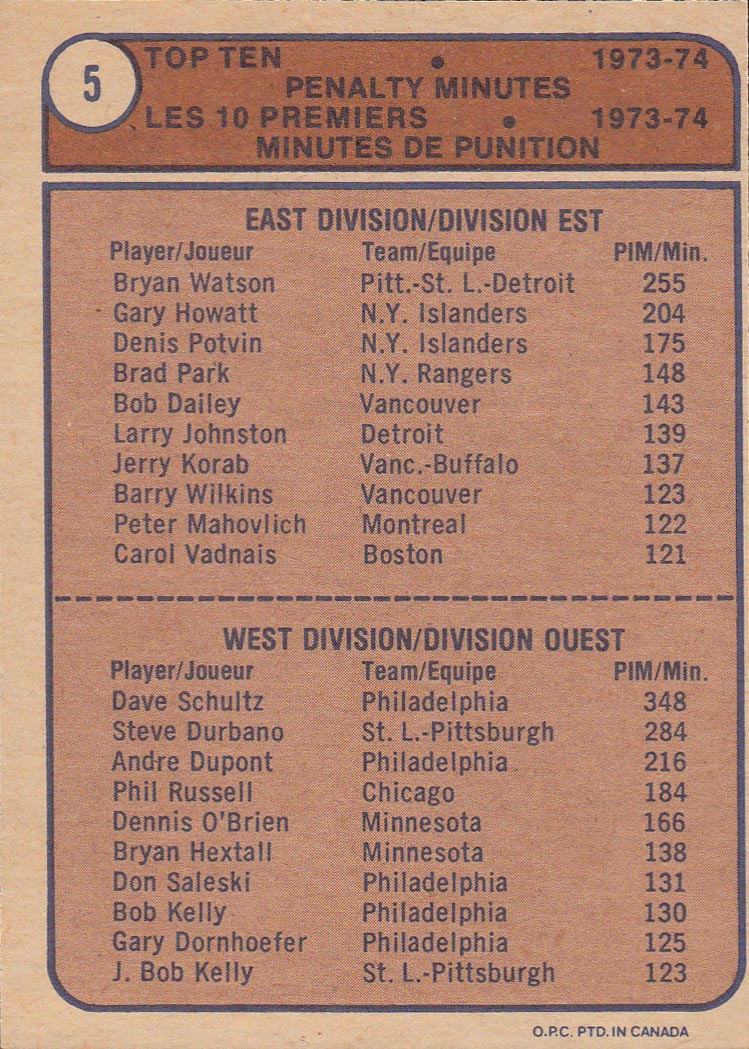 5
TOP TEN • 1973-74
PENALTY MINUTES
LES 10 PREMIERS • 1973-74
MINUTES DE PUNITION
EAST DIVISION/DIVISION EST
Player/Joueur Team/Equipe PIM/Min.
Bryan Watson Pitt.-St. L.-Detroit 255
Gary Howatt N.Y. Islanders 204
Denis Potvin N.Y. Islanders 175
Brad Park N.Y. Rangers 148
Bob Dailey Vancouver 143
Larry Johnston Detroit 139
Jerry Korab Vanc.-Buffalo 137
Barry Wilkins Vancouver 123
Peter Mahovlich Montreal 122
Carol Vadnais Boston 121
WEST DIVISION/DIVISION OUEST
Player/Joueur Team/Equipe PIM/Min.
Dave Schultz Philadelphia 348
Steve Durbano St. L.-Pittsburgh 284
Andre Dupont Philadelphia 216
Phil Russell Chicago 184
Dennis O'Brien Minnesota 166
Bryan Hextall Minnesota 138
Don Saleski Philadelphia 131
Bob Kelly Philadelphia 130
Gary Dornhoefer Philadelphia 125
J. Bob Kelly St. L.-Pittsburgh 123
O.P.C. PTD. IN CANADA